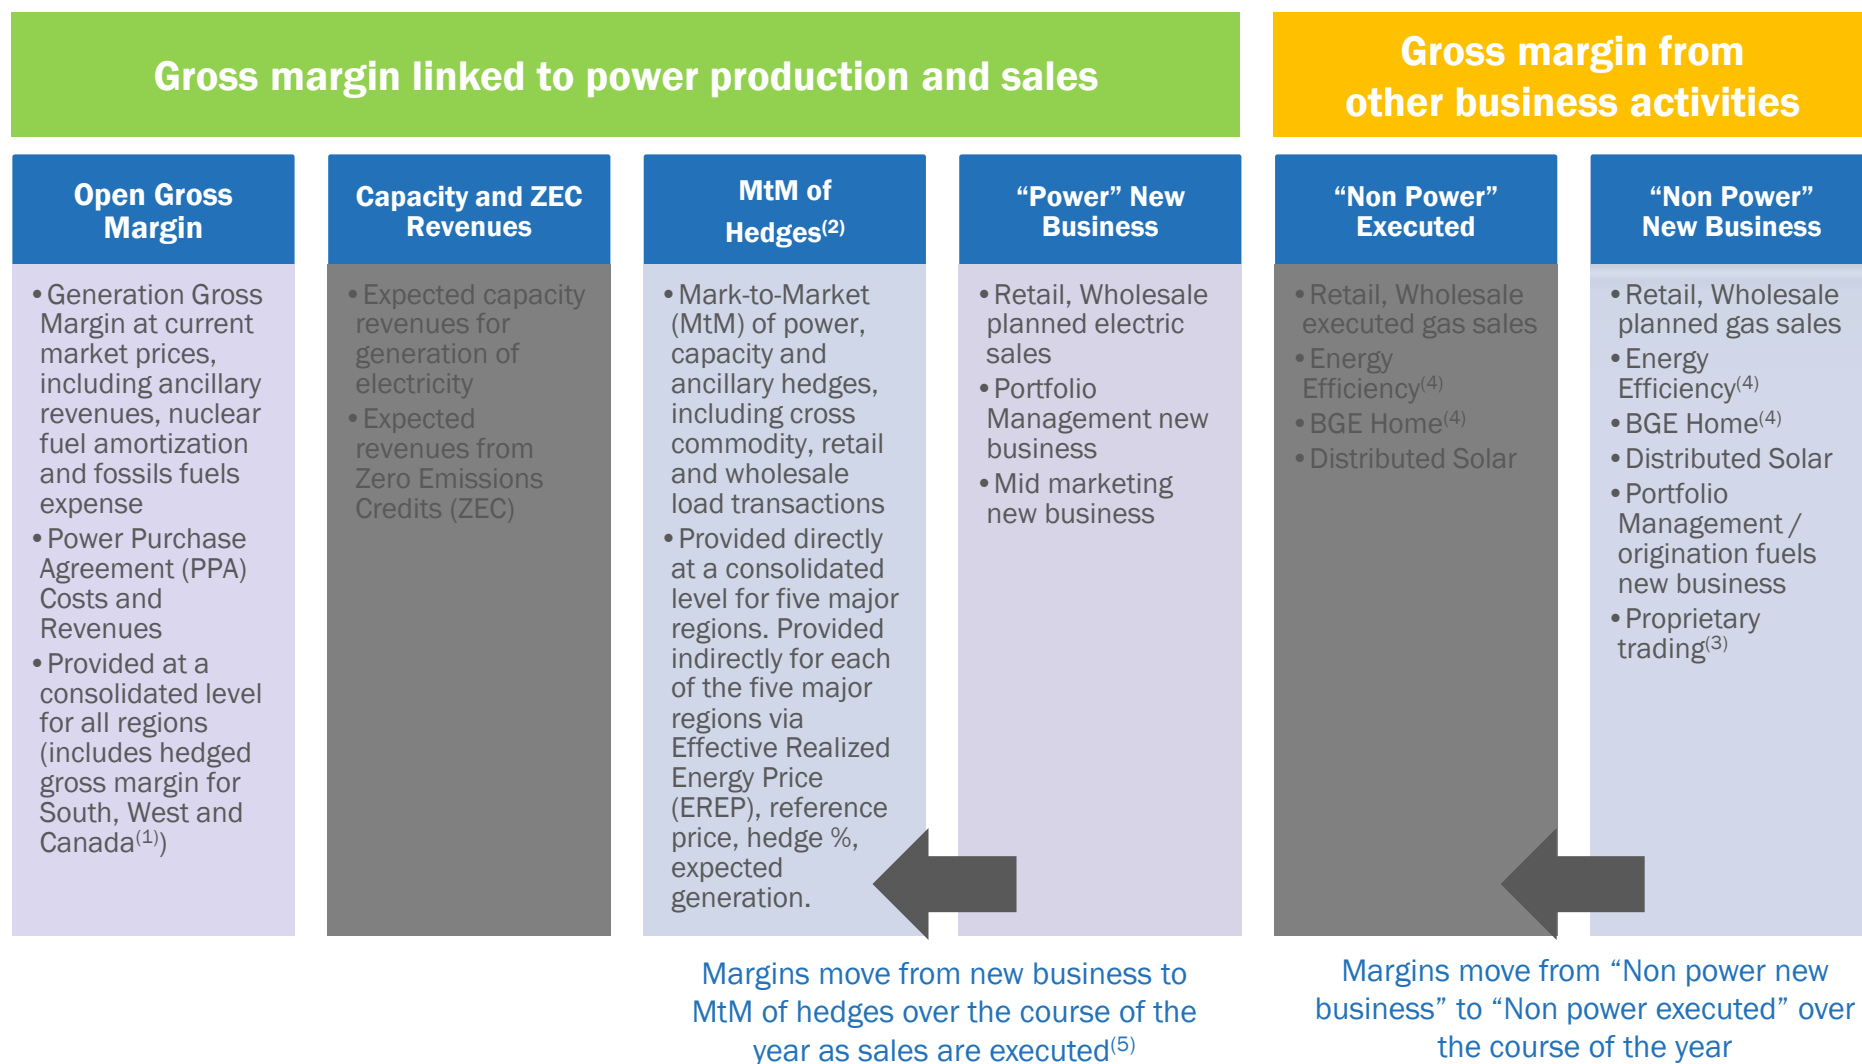 Gross margin linked to power production and sales
Gross margin from
other business activities
Open Gross
Margin
• Generation Gross
Margin at current
market prices,
including ancillary
revenues, nuclear
fuel amortization
and fossils fuels
expense
• Power Purchase
Agreement (PPA)
Costs and
Revenues
• Provided at a
consolidated level
for all regions
(includes hedged
gross margin for
South, West and
Canada(1))
Capacity and ZEC
Revenues
• Expected capacity
revenues for
generation of
electricity
• Expected
revenues from
Zero Emissions
Credits (ZEC)
MtM of
Hedges(2)
• Mark-to-Market
(MtM) of power,
capacity and
ancillary hedges,
including cross
commodity, retail
and wholesale
load transactions
• Provided directly
at a consolidated
level for five major
regions. Provided
indirectly for each
of the five major
regions via
Effective Realized
Energy Price
(EREP), reference
price, hedge %,
expected
generation.
“Power” New
Business
• Retail, Wholesale
planned electric
sales
• Portfolio
Management new
business
• Mid marketing
new business
“Non Power”
Executed
• Retail, Wholesale
executed gas sales
• Energy
Efficiency(4)
• BGE Home(4)
• Distributed Solar
“Non Power”
New Business
• Retail, Wholesale
planned gas sales
• Energy
Efficiency(4)
• BGE Home(4)
• Distributed Solar
• Portfolio
Management /
origination fuels
new business
• Proprietary
trading(3)
Margins move from new business to
MtM of hedges over the course of the
year as sales are executed(5)
Margins move from “Non power new
business” to “Non power executed” over
the course of the year